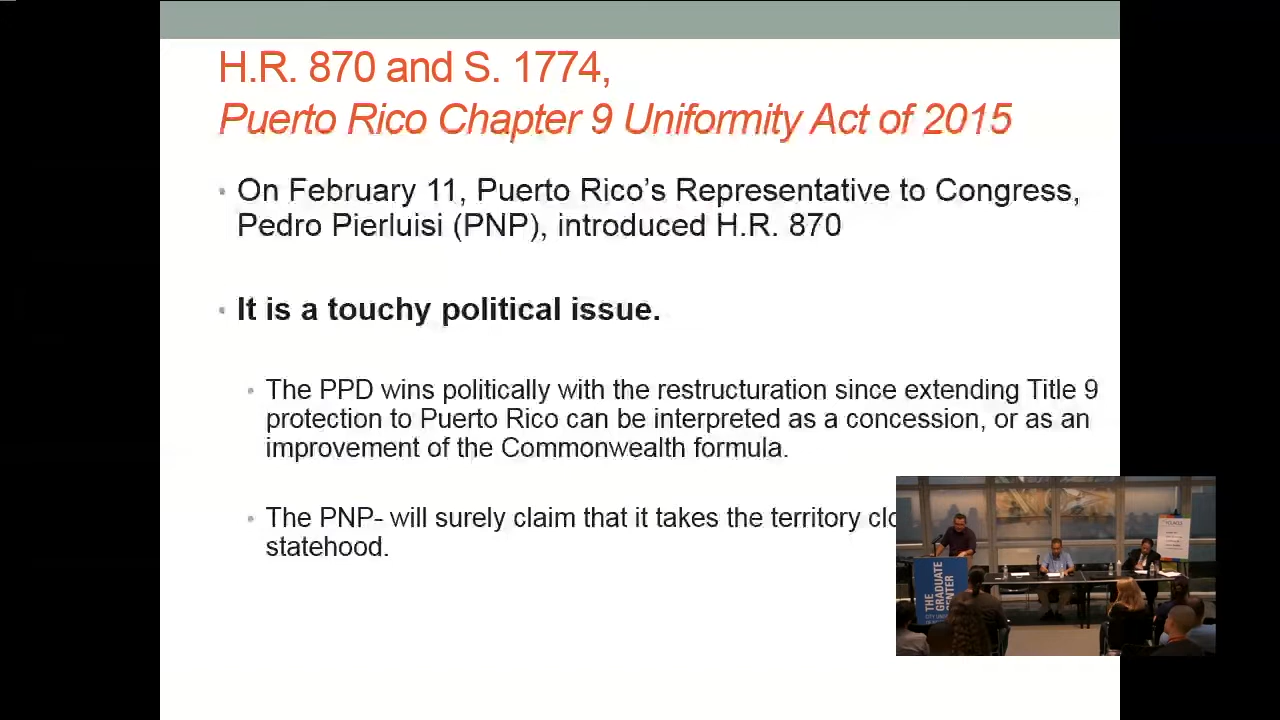 H.R. 870 and S. 1774,
Puerto Rico Chapter 9 Uniformity Act of 2015
• On February 11, Puerto Rico's Representative to Congress,
Pedro Pierluisi (PNP), introduced H.R. 870
• It is a touchy political issue.
• The PPD wins politically with the restructuration since extending Title 9
protection to Puerto Rico can be interpreted as a concession, or as an
improvement of the Commonwealth formula.
• The PNP- will surely claim that it takes the territory clo
statehood.
THE
GRADUATE
CENTER